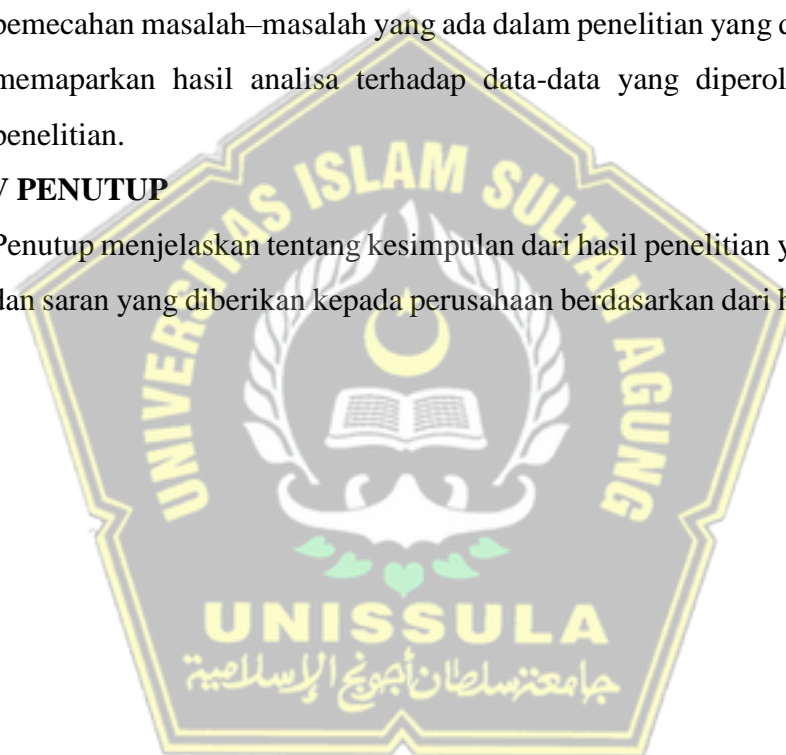 pemecahan masalah–masalah yang ada dalam penelitian yang
memaparkan hasil analisa terhadap data-data yang diperol
penelitian.
V PENUTUP
Penutup menjelaskan tentang kesimpulan dari hasil penelitian y
dan saran yang diberikan kepada perusahaan berdasarkan dari h
UNIVERSITAS ISLAM SULTAN AGUNG
UNISSULA
جامعة سلطان أجونج الإسلامية